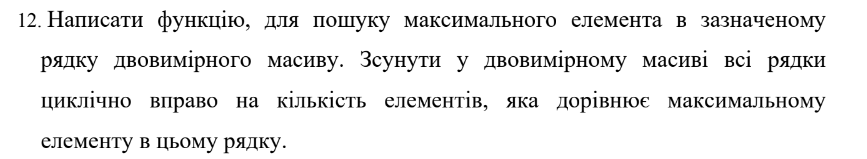 12. Написати функцію, для пошуку максимального елемента в зазначеному
рядку двовимірного масиву. Зсунути у двовимірному масиві всі рядки
циклічно вправо на кількість елементів, яка дорівнює максимальному
елементу в цьому рядку.